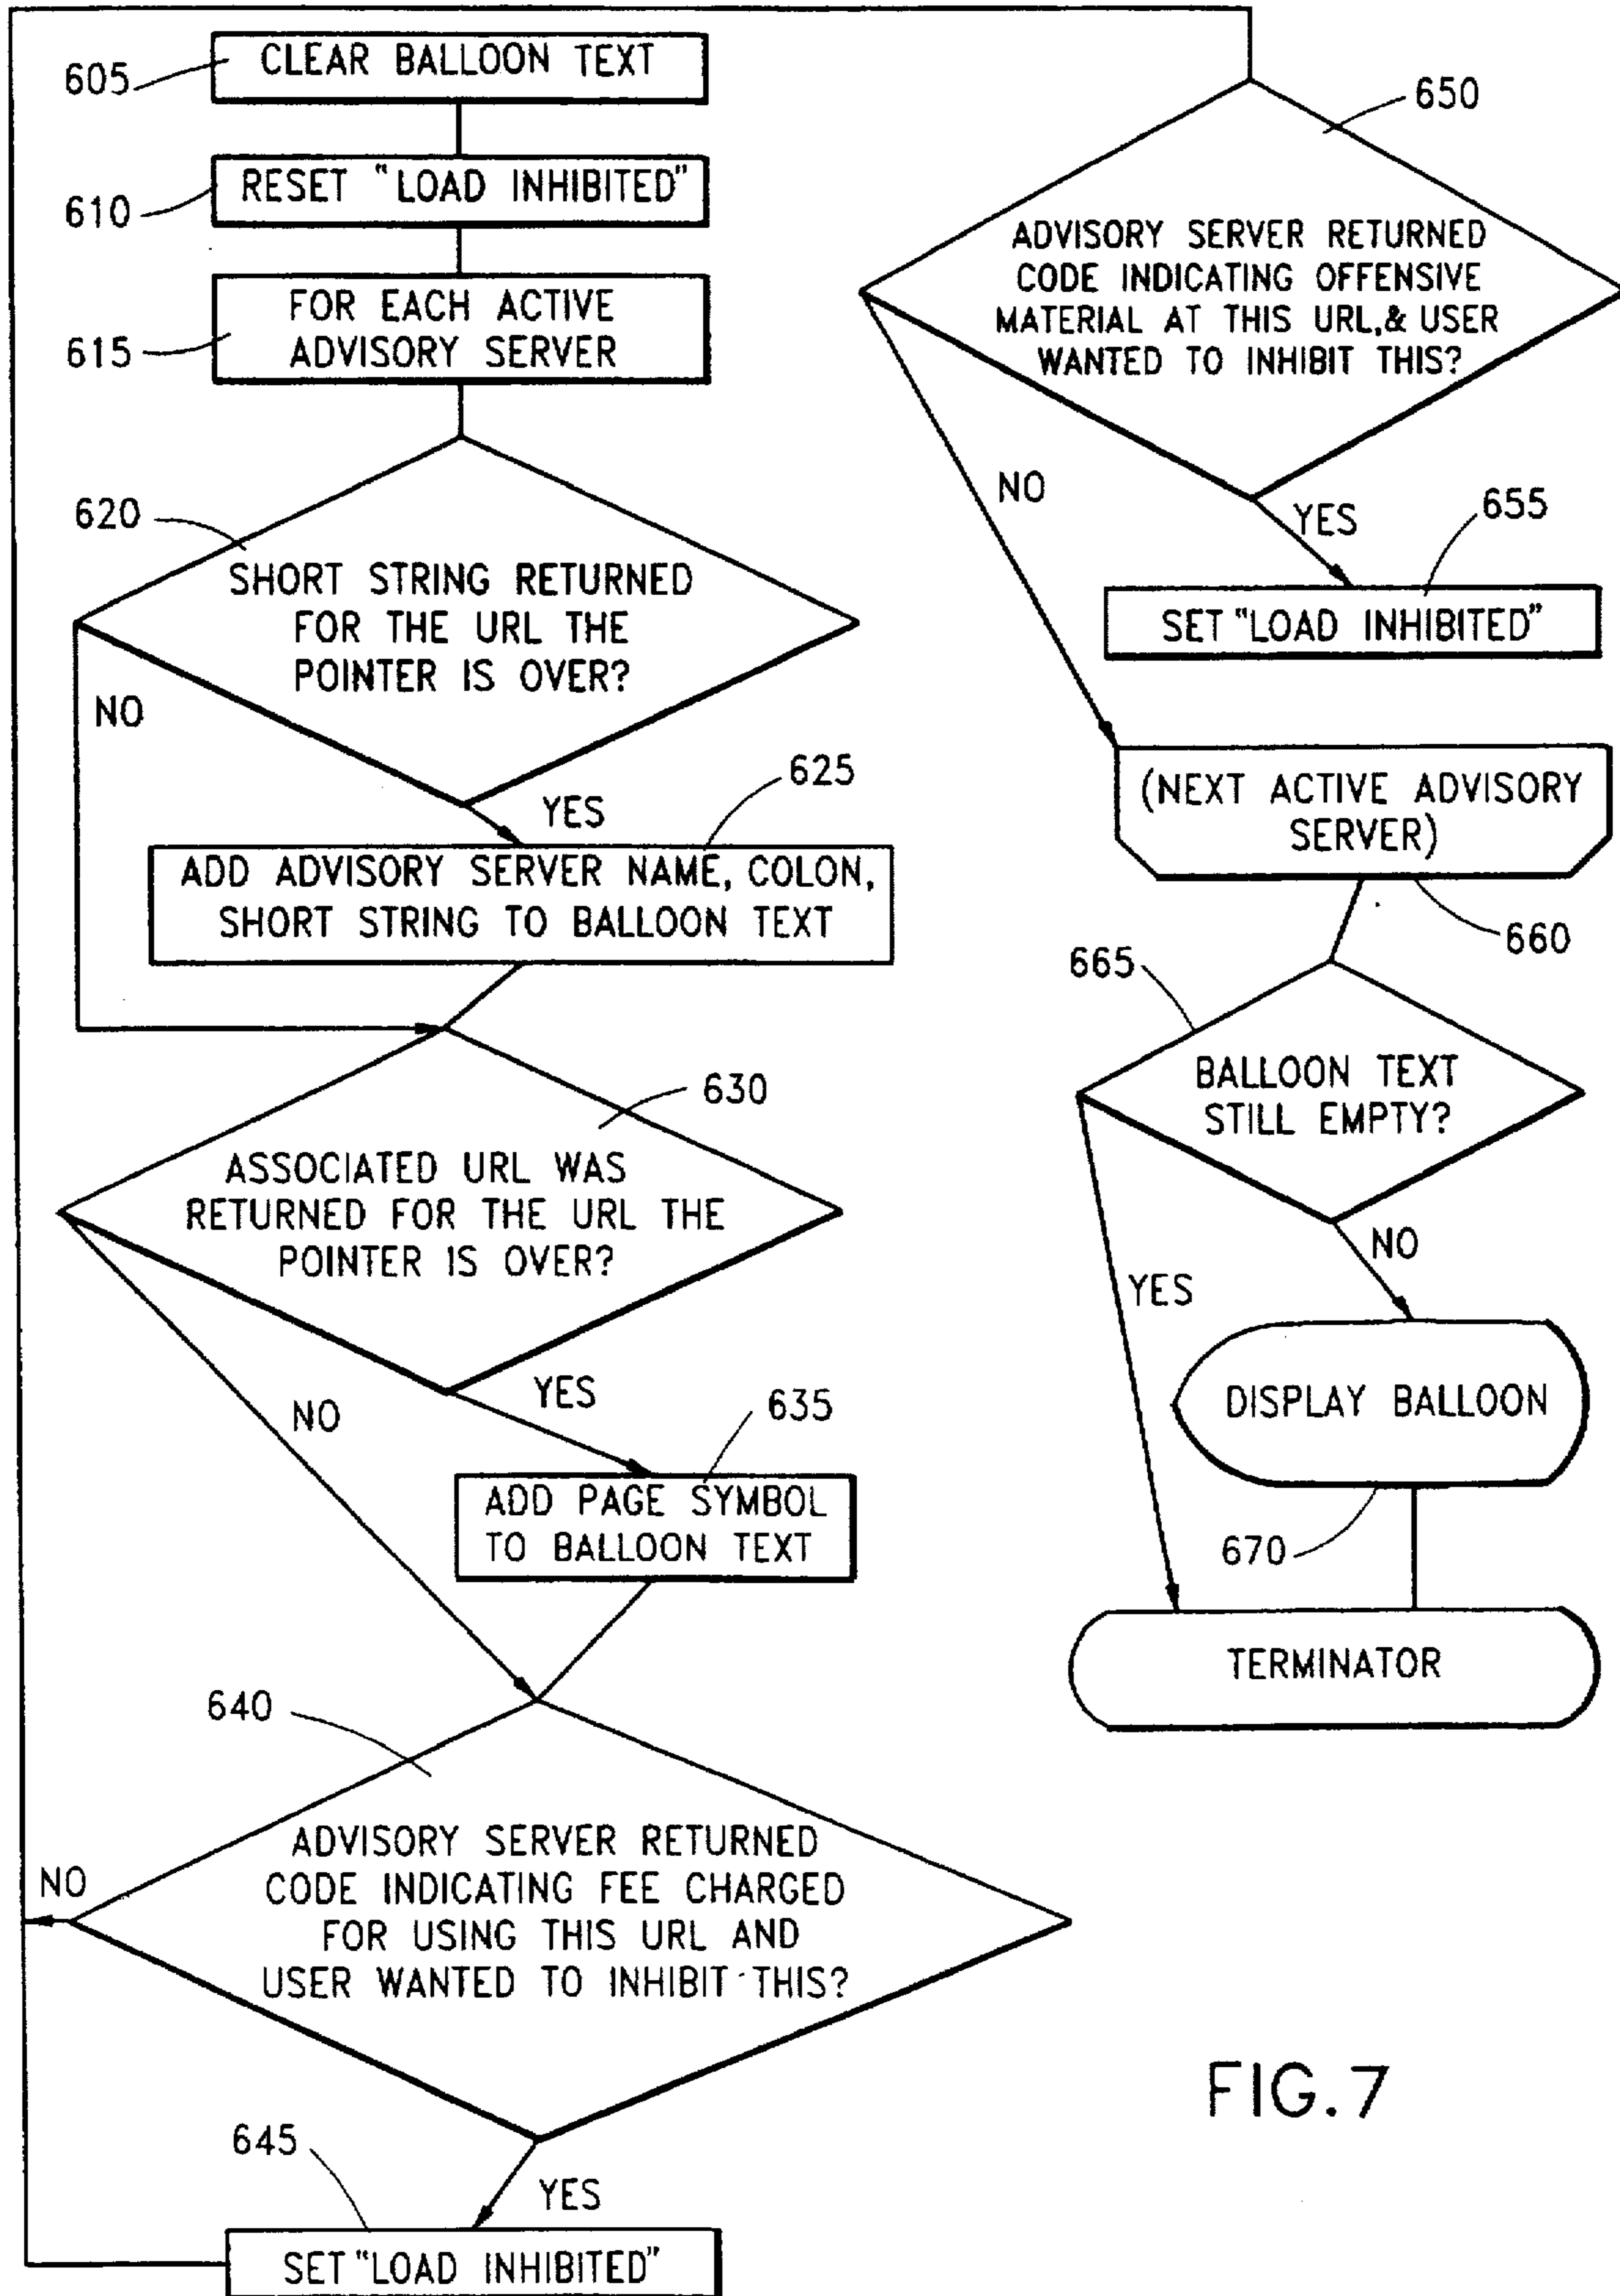 605
CLEAR BALLOON TEXT
610
RESET "LOAD INHIBITED"
615
FOR EACH ACTIVE
ADVISORY SERVER
620
SHORT STRING RETURNED
FOR THE URL THE
POINTER IS OVER?
NO
YES
625
ADD ADVISORY SERVER NAME, COLON,
SHORT STRING TO BALLOON TEXT
630
ASSOCIATED URL WAS
RETURNED FOR THE URL THE
POINTER IS OVER?
NO
YES
635
ADD PAGE SYMBOL
TO BALLOON TEXT
640
ADVISORY SERVER RETURNED
CODE INDICATING FEE CHARGED
FOR USING THIS URL AND
USER WANTED TO INHIBIT THIS?
NO
YES
645
SET "LOAD INHIBITED"
650
ADVISORY SERVER RETURNED
CODE INDICATING OFFENSIVE
MATERIAL AT THIS URL,& USER
WANTED TO INHIBIT THIS?
NO
YES
655
SET "LOAD INHIBITED"
(NEXT ACTIVE ADVISORY
SERVER)
660
665
BALLOON TEXT
STILL EMPTY?
YES
NO
DISPLAY BALLOON
670
TERMINATOR
FIG.7